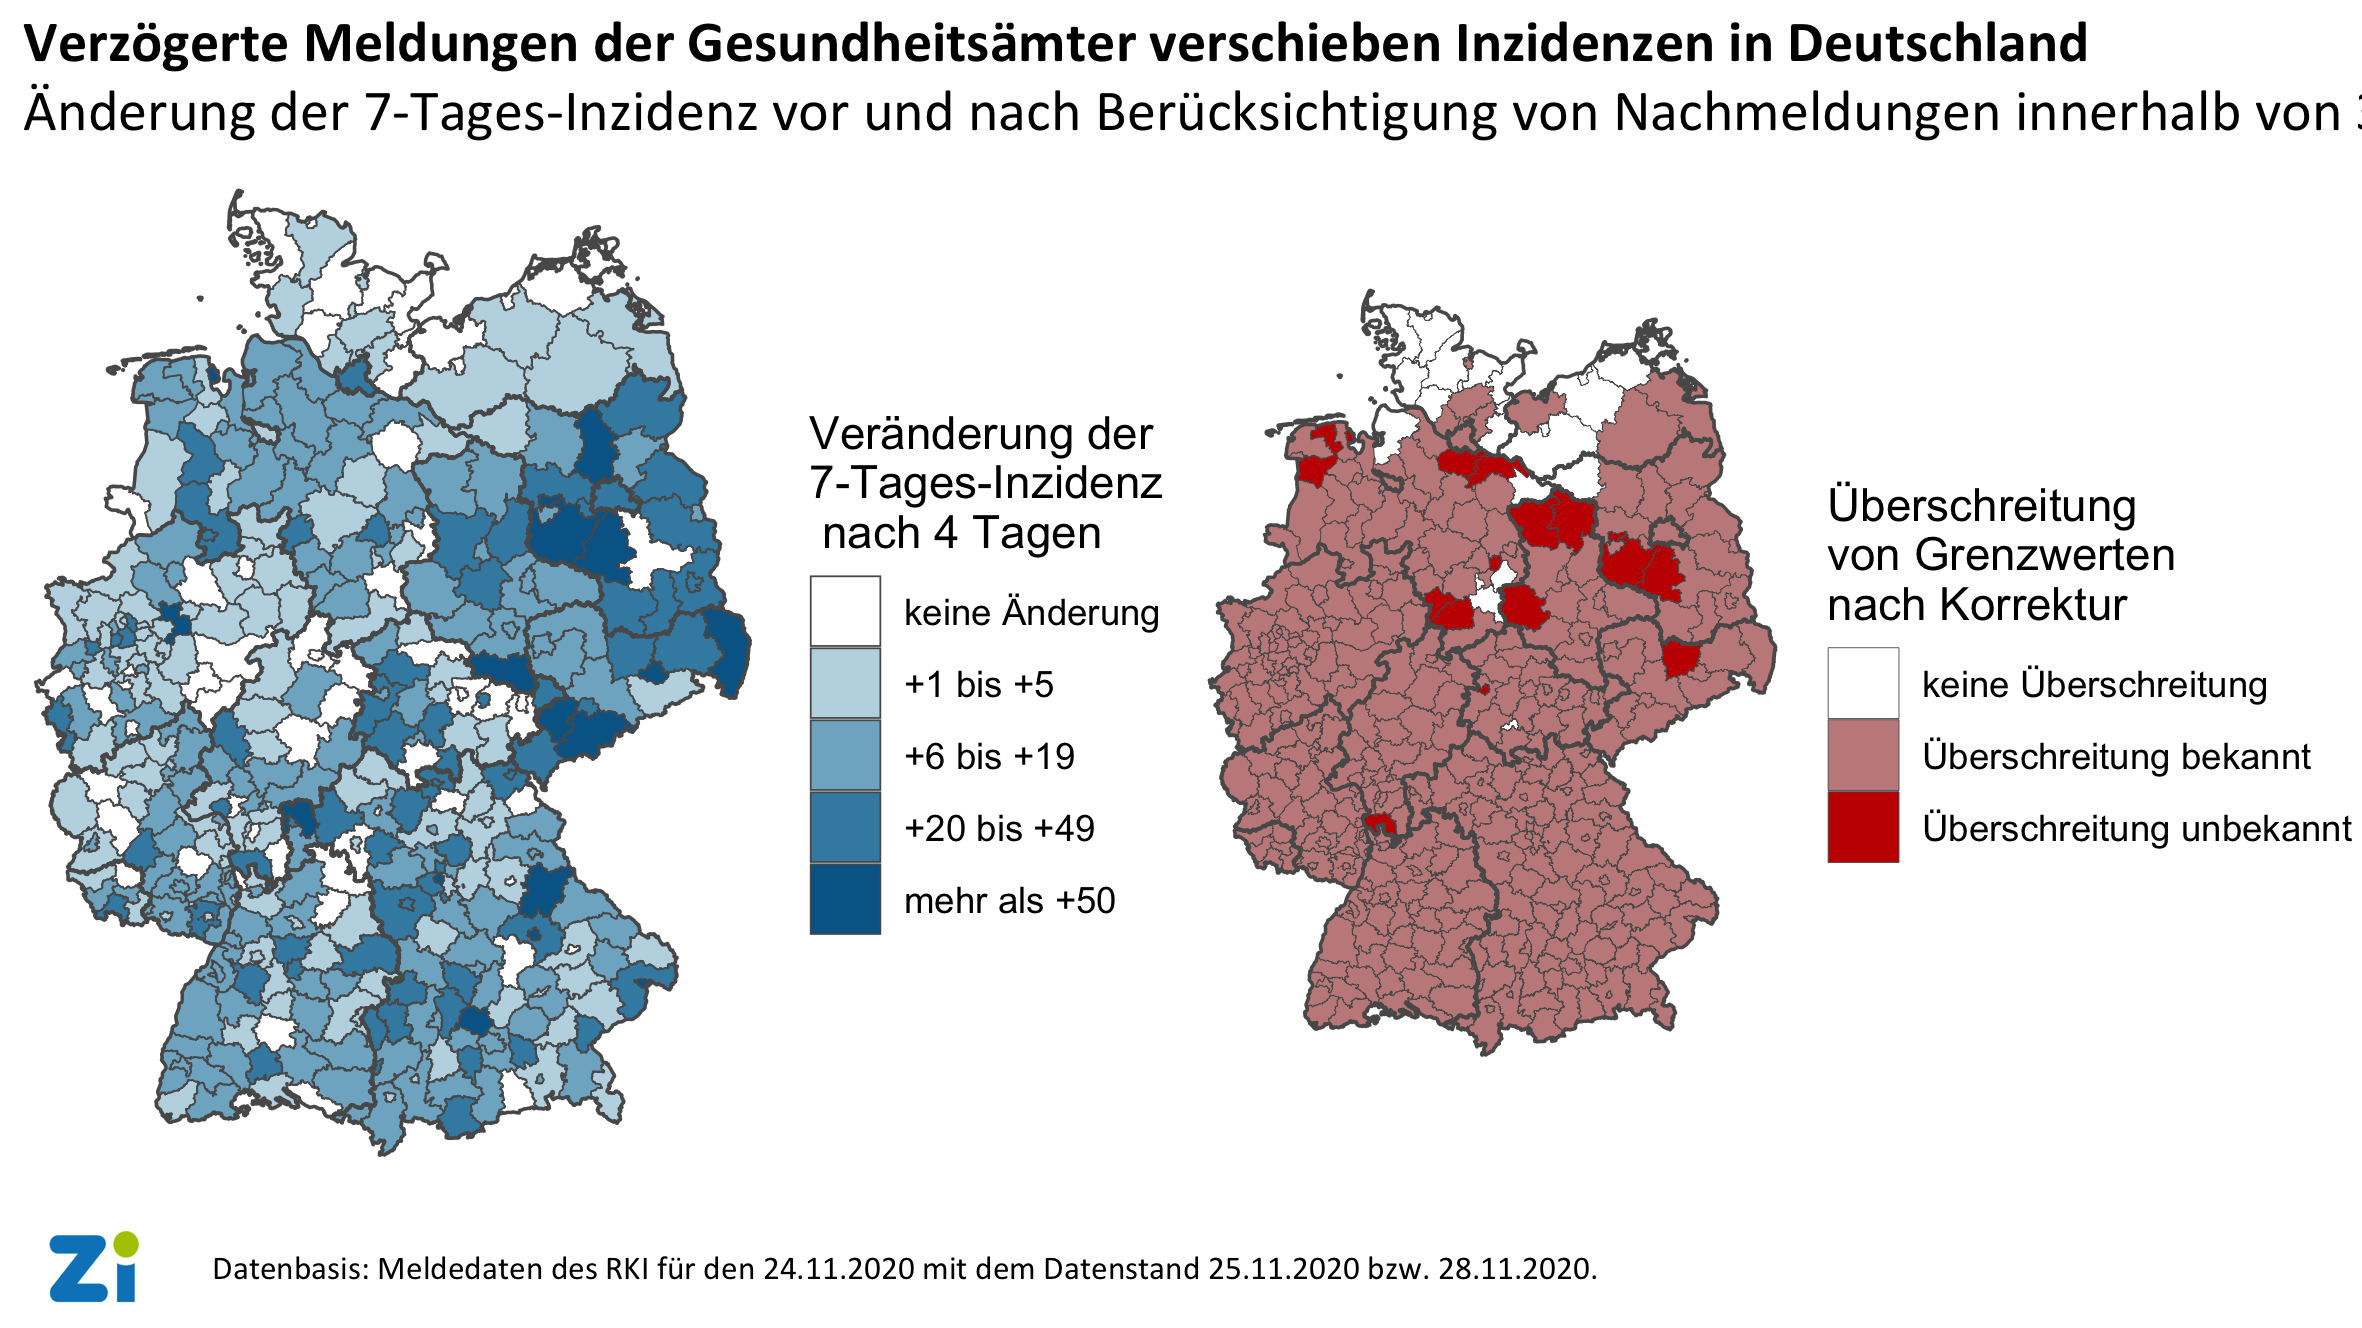 Verzögerte Meldungen der Gesundheitsämter verschieben Inzidenzen in Deutschland
Änderung der 7-Tages-Inzidenz vor und nach Berücksichtigung von Nachmeldungen innerhalb von
Veränderung der
7-Tages-Inzidenz
nach 4 Tagen
keine Änderung
+1 bis +5
+6 bis +19
+20 bis +49
mehr als +50
Überschreitung
von Grenzwerten
nach Korrektur
keine Überschreitung
Überschreitung bekannt
Überschreitung unbekannt
Zi
Datenbasis: Meldedaten des RKI für den 24.11.2020 mit dem Datenstand 25.11.2020 bzw. 28.11.2020.